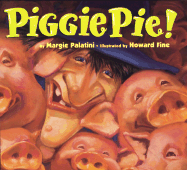 Piggie Pie!
by Margie Palatini • illustrated by Howard Fine